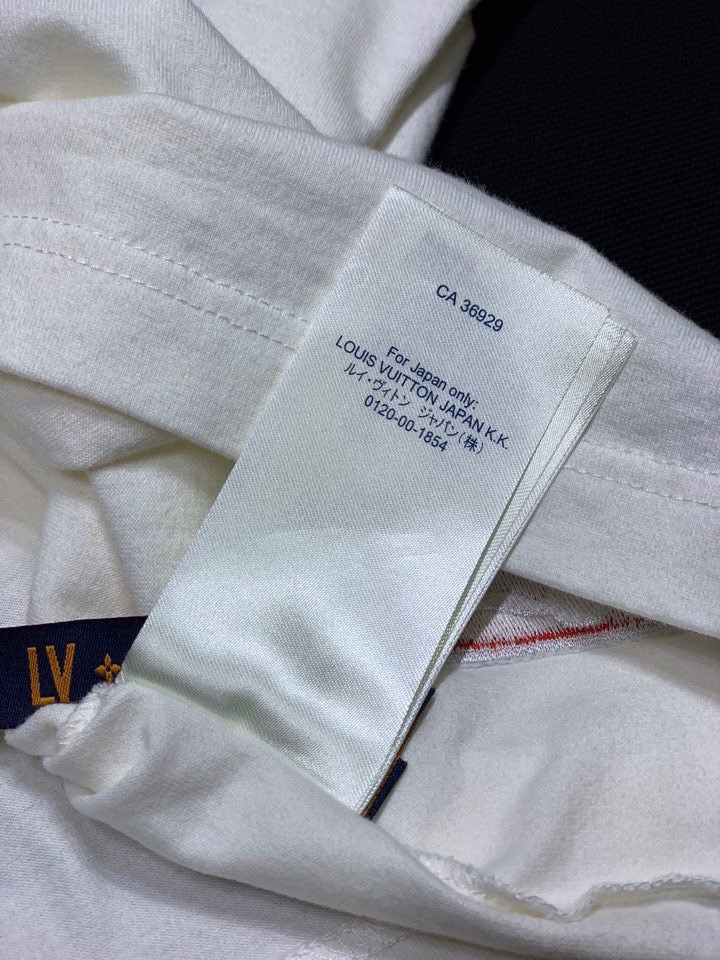 CA 36929
For Japan only:
LOUIS VUITTON JAPAN K.K.
ルイ・ヴィトン ジャパン(株)
0120-00-1854
LV